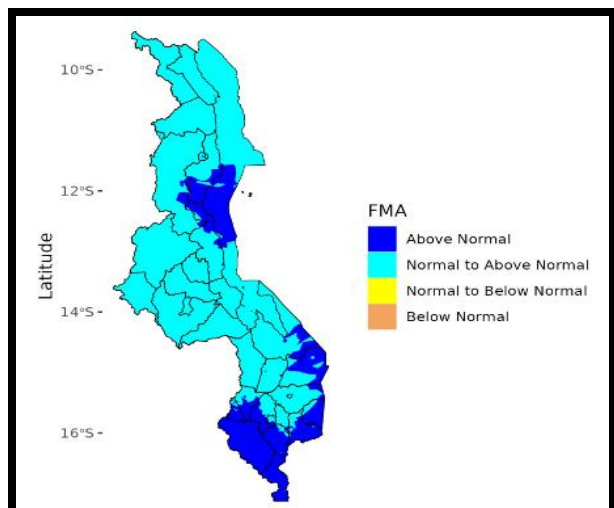 10°S
12°S
14°S
16°S
Latitude
FMA
Above Normal
Normal to Above Normal
Normal to Below Normal
Below Normal